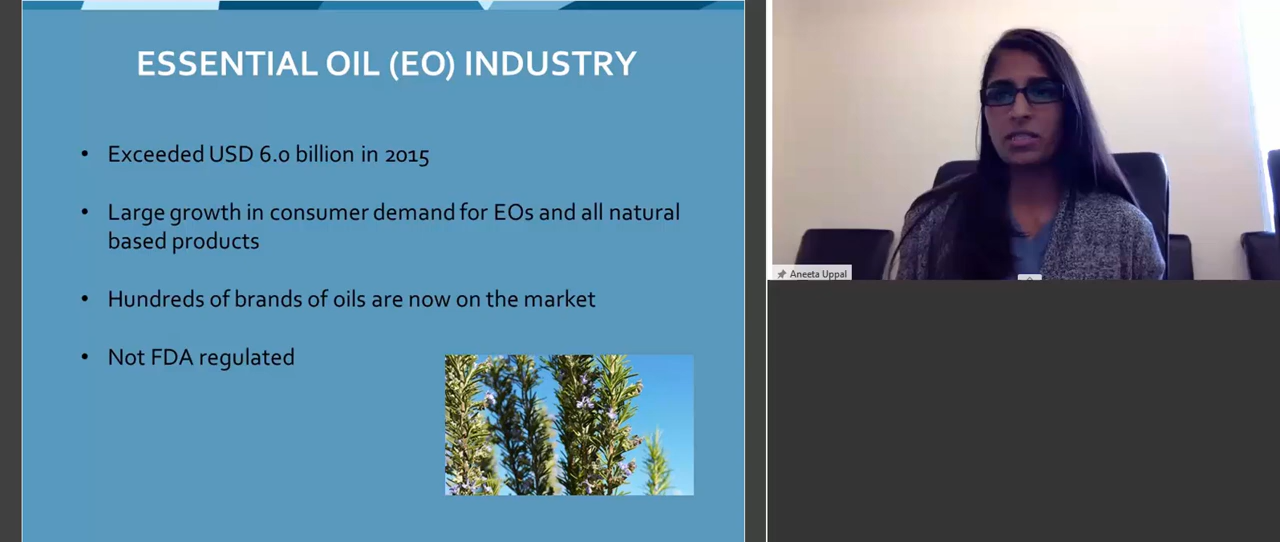 ESSENTIAL OIL (EO) INDUSTRY
• Exceeded USD 6.0 billion in 2015
• Large growth in consumer demand for EOs and all natural
based products
• Hundreds of brands of oils are now on the market
• Not FDA regulated
Aneeta Uppal